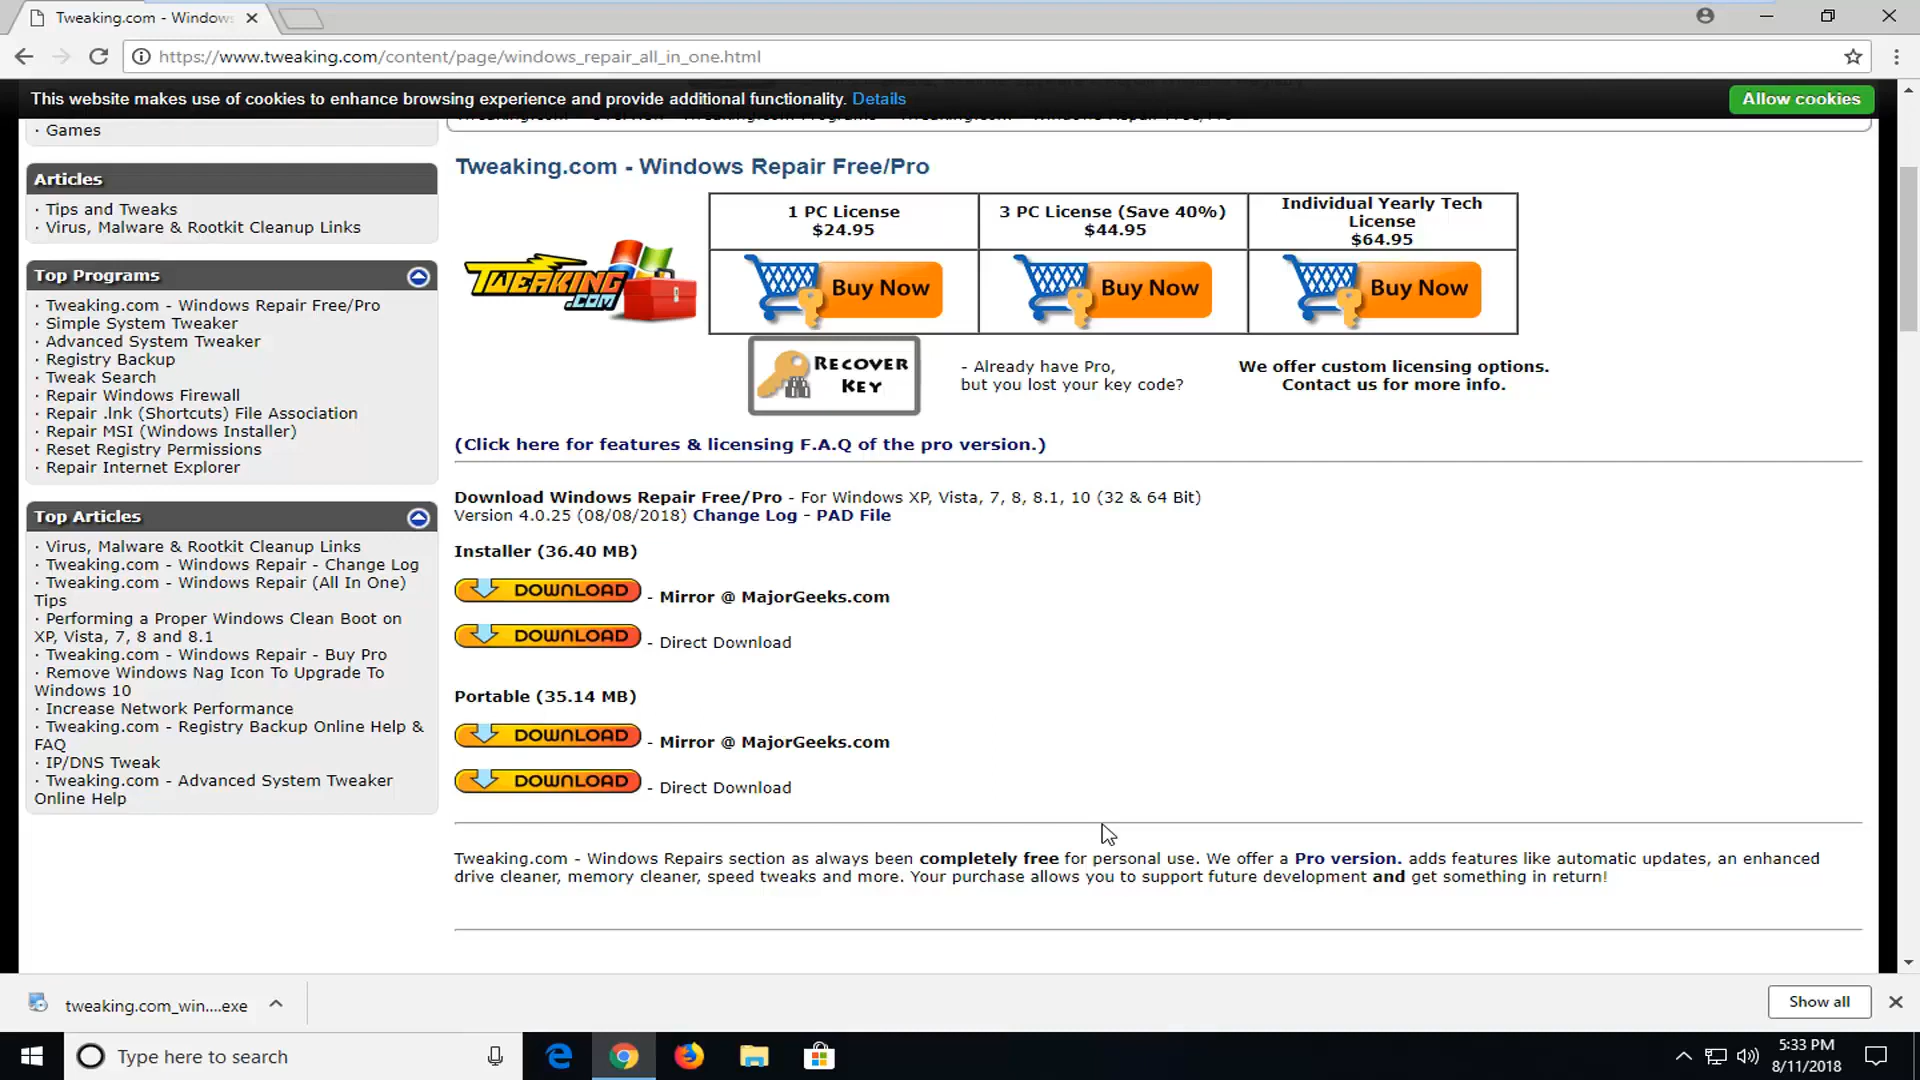 Tweaking.com - Window
https://www.tweaking.com/content/page/windows_repair_all_in_one.html
This website makes use of cookies to enhance browsing experience and provide additional functionality. Details
Allow cookies
· Games
Articles
· Tips and Tweaks
· Virus, Malware & Rootkit Cleanup Links
Top Programs
· Tweaking.com - Windows Repair Free/Pro
· Simple System Tweaker
· Advanced System Tweaker
· Registry Backup
· Tweak Search
· Repair Windows Firewall
· Repair .lnk (Shortcuts) File Association
· Repair MSI (Windows Installer)
· Reset Registry Permissions
· Repair Internet Explorer
Top Articles
· Virus, Malware & Rootkit Cleanup Links
· Tweaking.com - Windows Repair - Change Log
· Tweaking.com - Windows Repair (All In One)
Tips
· Performing a Proper Windows Clean Boot on
XP, Vista, 7, 8 and 8.1
· Tweaking.com - Windows Repair - Buy Pro
· Remove Windows Nag Icon To Upgrade To
Windows 10
· Increase Network Performance
· Tweaking.com - Registry Backup Online Help &
FAQ
· IP/DNS Tweak
· Tweaking.com - Advanced System Tweaker
Online Help
Tweaking.com - Windows Repair Free/Pro
TWEAKING
.COM
1 PC License
$24.95
3 PC License (Save 40%)
$44.95
Individual Yearly Tech
License
$64.95
Buy Now
Buy Now
Buy Now
RECOVER
KEY
- Already have Pro,
but you lost your key code?
We offer custom licensing options.
Contact us for more info.
(Click here for features & licensing F.A.Q of the pro version.)
Download Windows Repair Free/Pro - For Windows XP, Vista, 7, 8, 8.1, 10 (32 & 64 Bit)
Version 4.0.25 (08/08/2018) Change Log - PAD File
Installer (36.40 MB)
DOWNLOAD - Mirror @ MajorGeeks.com
DOWNLOAD - Direct Download
Portable (35.14 MB)
DOWNLOAD - Mirror @ MajorGeeks.com
DOWNLOAD - Direct Download
Tweaking.com - Windows Repairs section as always been completely free for personal use. We offer a Pro version. adds features like automatic updates, an enhanced
drive cleaner, memory cleaner, speed tweaks and more. Your purchase allows you to support future development and get something in return!
tweaking.com_win....exe
Show all
Type here to search
5:33 PM
8/11/2018